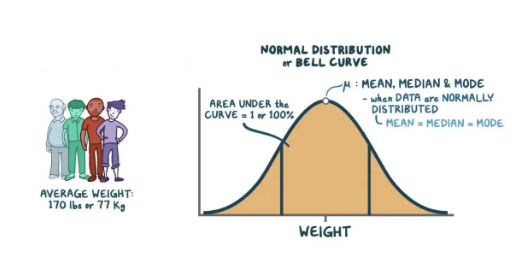 NORMAL DISTRIBUTION
or BELL CURVE
μ: MEAN, MEDIAN & MODE
- when DATA are NORMALLY
DISTRIBUTED
MEAN = MEDIAN = MODE
AREA UNDER the
CURVE = 1 or 100%
AVERAGE WEIGHT:
170 lbs or 77 Kg
WEIGHT